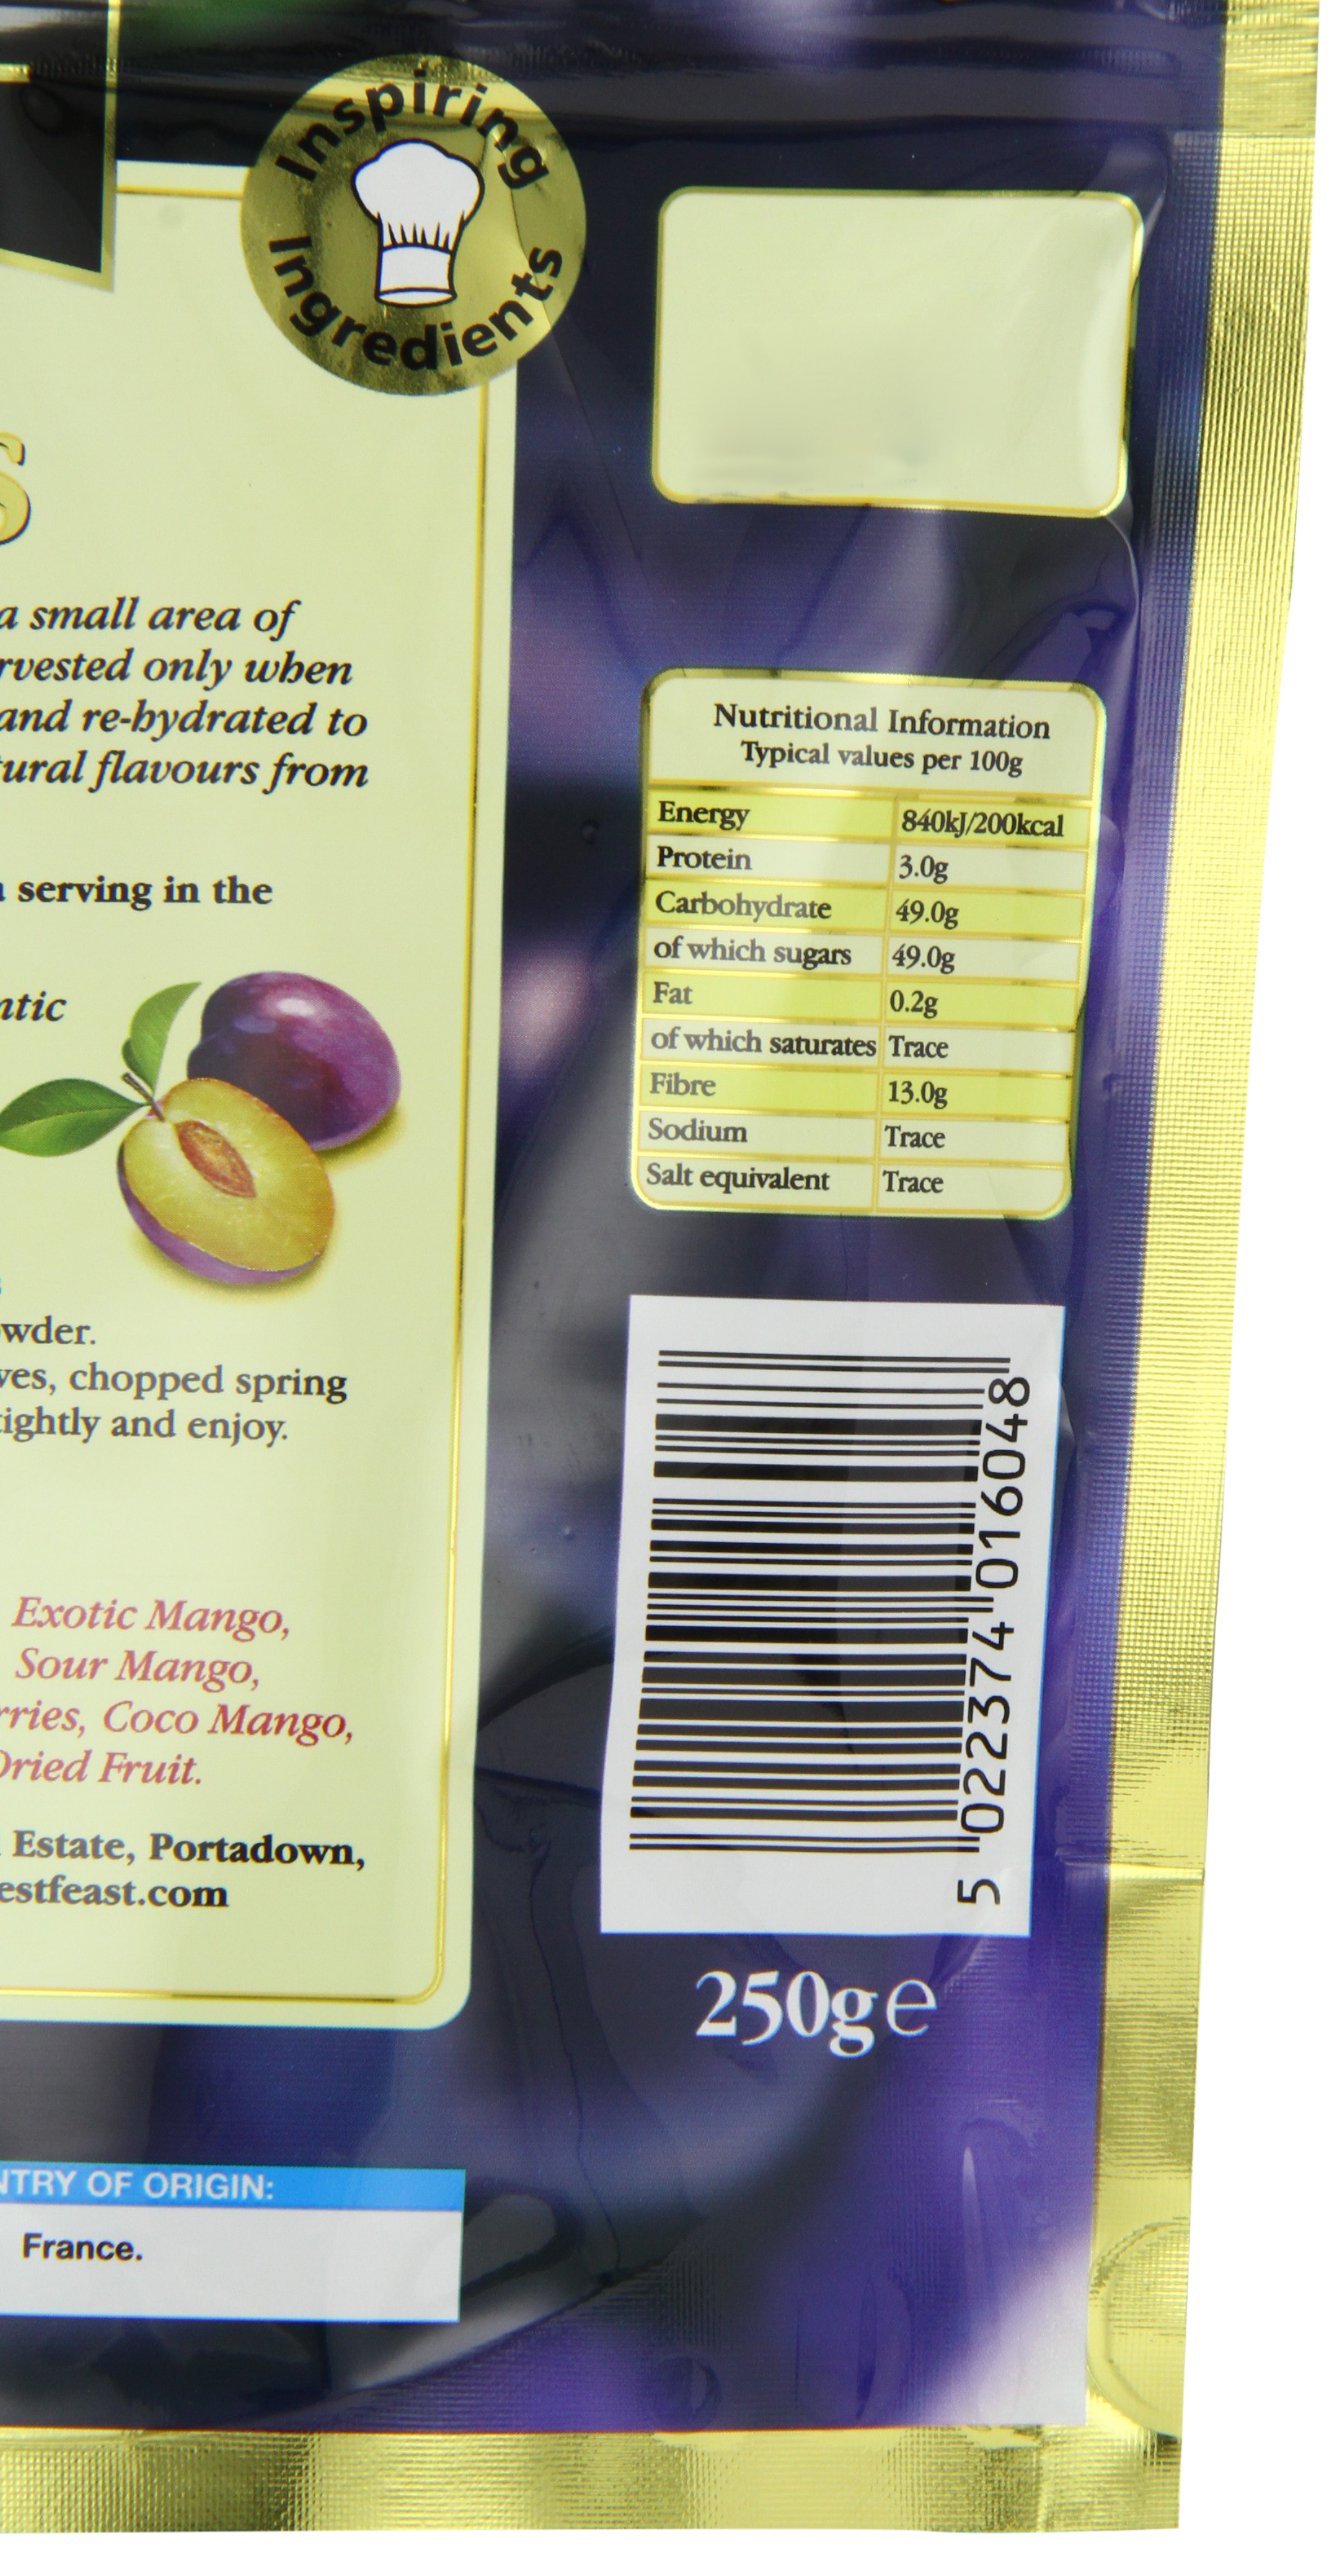 Inspiring
Ingredients
s
a small area of
rvested only when
and re-hydrated to
tural flavours from
serving in the
ntic
wder.
ves, chopped spring
tightly and enjoy.
Exotic Mango,
Sour Mango,
rries, Coco Mango,
Dried Fruit.
Estate, Portadown,
estfeast.com
NTRY OF ORIGIN:
France.
Nutritional Information
Typical values per 100g
Energy 840kJ/200kcal
Protein 3.0g
Carbohydrate 49.0g
of which sugars 49.0g
Fat 0.2g
of which saturates Trace
Fibre 13.0g
Sodium Trace
Salt equivalent Trace
5 022374 016048
250g e